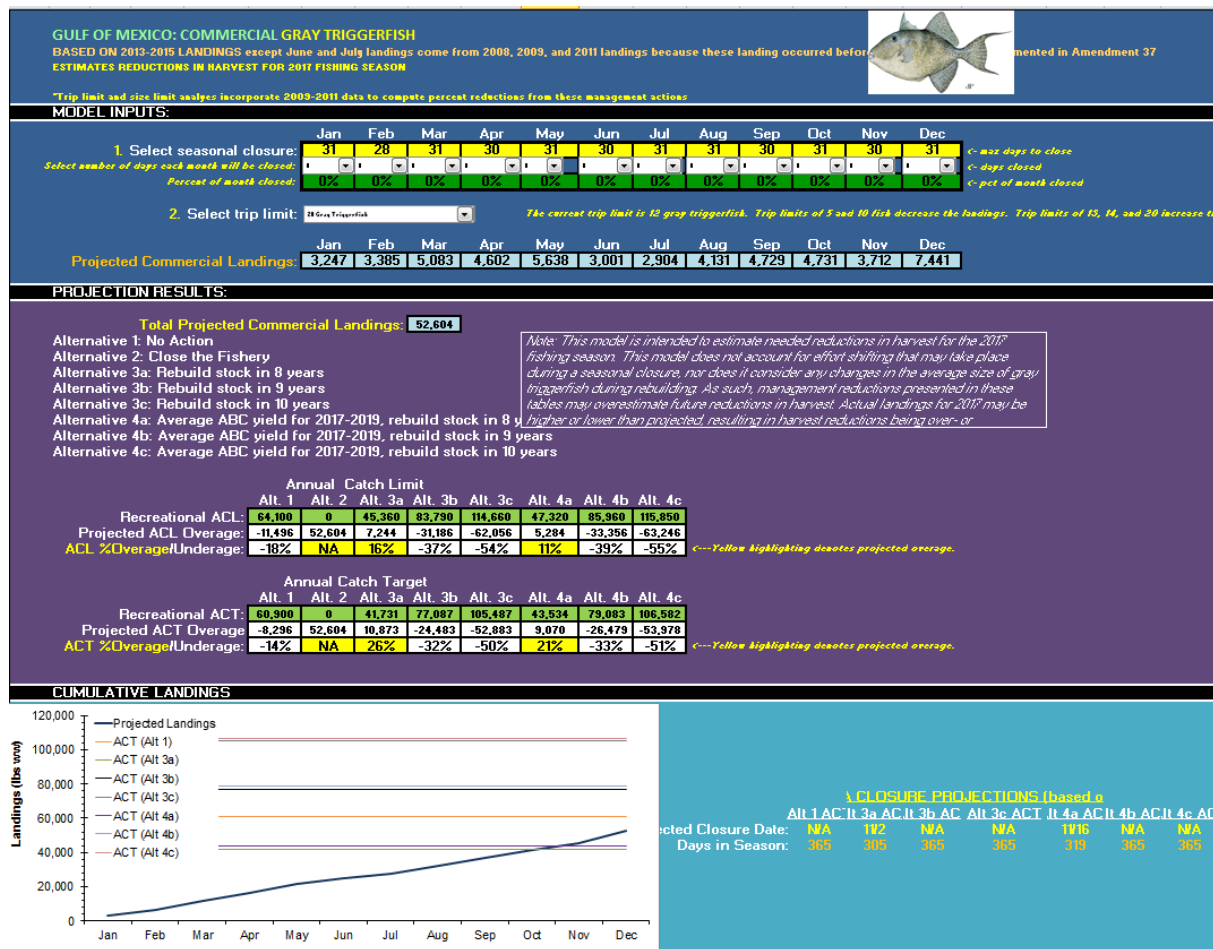 GULF OF MEXICO: COMMERCIAL GRAY TRIGGERFISH
BASED ON 2013-2015 LANDINGS except June and July landings come from 2008, 2009, and 2011 landings because these landing occurred befor mented in Amendment 37
ESTIMATES REDUCTIONS IN HARVEST FOR 2017 FISHING SEASON
*Trip limit and size limit analyes incorporate 2009-2011 data to compute percent reductions from these management actions
MODEL INPUTS:
Jan Feb Mar Apr May Jun Jul Aug Sep Oct Nov Dec
1. Select seasonal closure: 31 28 31 30 31 30 31 31 30 31 30 31 <- max days to close
Select number of days each month will be closed: <- days closed
Percent of month closed: 0% 0% 0% 0% 0% 0% 0% 0% 0% 0% 0% 0% <- pct of month closed
2. Select trip limit: 20 Gray Triggerfish The current trip limit is 12 gray triggerfish. Trip limits of 5 and 10 fish decrease the landings. Trip limits of 13, 14, and 20 increase t
Jan Feb Mar Apr May Jun Jul Aug Sep Oct Nov Dec
Projected Commercial Landings: 3,247 3,385 5,083 4,602 5,638 3,001 2,904 4,131 4,729 4,731 3,712 7,441
PROJECTION RESULTS:
Total Projected Commercial Landings: 52,604
Alternative 1: No Action
Alternative 2: Close the Fishery
Alternative 3a: Rebuild stock in 8 years
Alternative 3b: Rebuild stock in 9 years
Alternative 3c: Rebuild stock in 10 years
Alternative 4a: Average ABC yield for 2017-2019, rebuild stock in 8 y
Alternative 4b: Average ABC yield for 2017-2019, rebuild stock in 9 years
Alternative 4c: Average ABC yield for 2017-2019, rebuild stock in 10 years
Note: This model is intended to estimate needed reductions in harvest for the 2017
fishing season. This model does not account for effort shifting that may take place
during a seasonal closure, nor does it consider any changes in the average size of gray
triggerfish during rebuilding. As such, management reductions presented in these
tables may overestimate future reductions in harvest. Actual landings for 2017 may be
higher or lower than projected, resulting in harvest reductions being over- or
Annual Catch Limit
Alt. 1 Alt. 2 Alt. 3a Alt. 3b Alt. 3c Alt. 4a Alt. 4b Alt. 4c
Recreational ACL: 64,100 0 45,360 83,790 114,660 47,320 85,960 115,850
Projected ACL Overage: -11,496 52,604 7,244 -31,186 -62,056 5,284 -33,356 -63,246
ACL %Overage/Underage: -18% NA 16% -37% -54% 11% -39% -55% <---Yellow highlighting denotes projected overage.
Annual Catch Target
Alt. 1 Alt. 2 Alt. 3a Alt. 3b Alt. 3c Alt. 4a Alt. 4b Alt. 4c
Recreational ACT: 60,900 0 41,731 77,087 105,487 43,534 79,083 106,582
Projected ACT Overage -8,296 52,604 10,873 -24,483 -52,883 9,070 -26,479 -53,978
ACT %Overage/Underage: -14% NA 26% -32% -50% 21% -33% -51% <---Yellow highlighting denotes projected overage.
CUMULATIVE LANDINGS
Landings (lbs ww)
120,000
100,000
80,000
60,000
40,000
20,000
0
Projected Landings
ACT (Alt 1)
ACT (Alt 3a)
ACT (Alt 3b)
ACT (Alt 3c)
ACT (Alt 4a)
ACT (Alt 4b)
ACT (Alt 4c)
Jan Feb Mar Apr May Jun Jul Aug Sep Oct Nov Dec
CLOSURE PROJECTIONS (based o
Alt 1 AC lt 3a AC lt 3b AC Alt 3c ACT lt 4a AC lt 4b AC lt 4c AC
ected Closure Date: N/A 11/2 N/A N/A 11/16 N/A N/A
Days in Season: 365 305 365 365 319 365 365